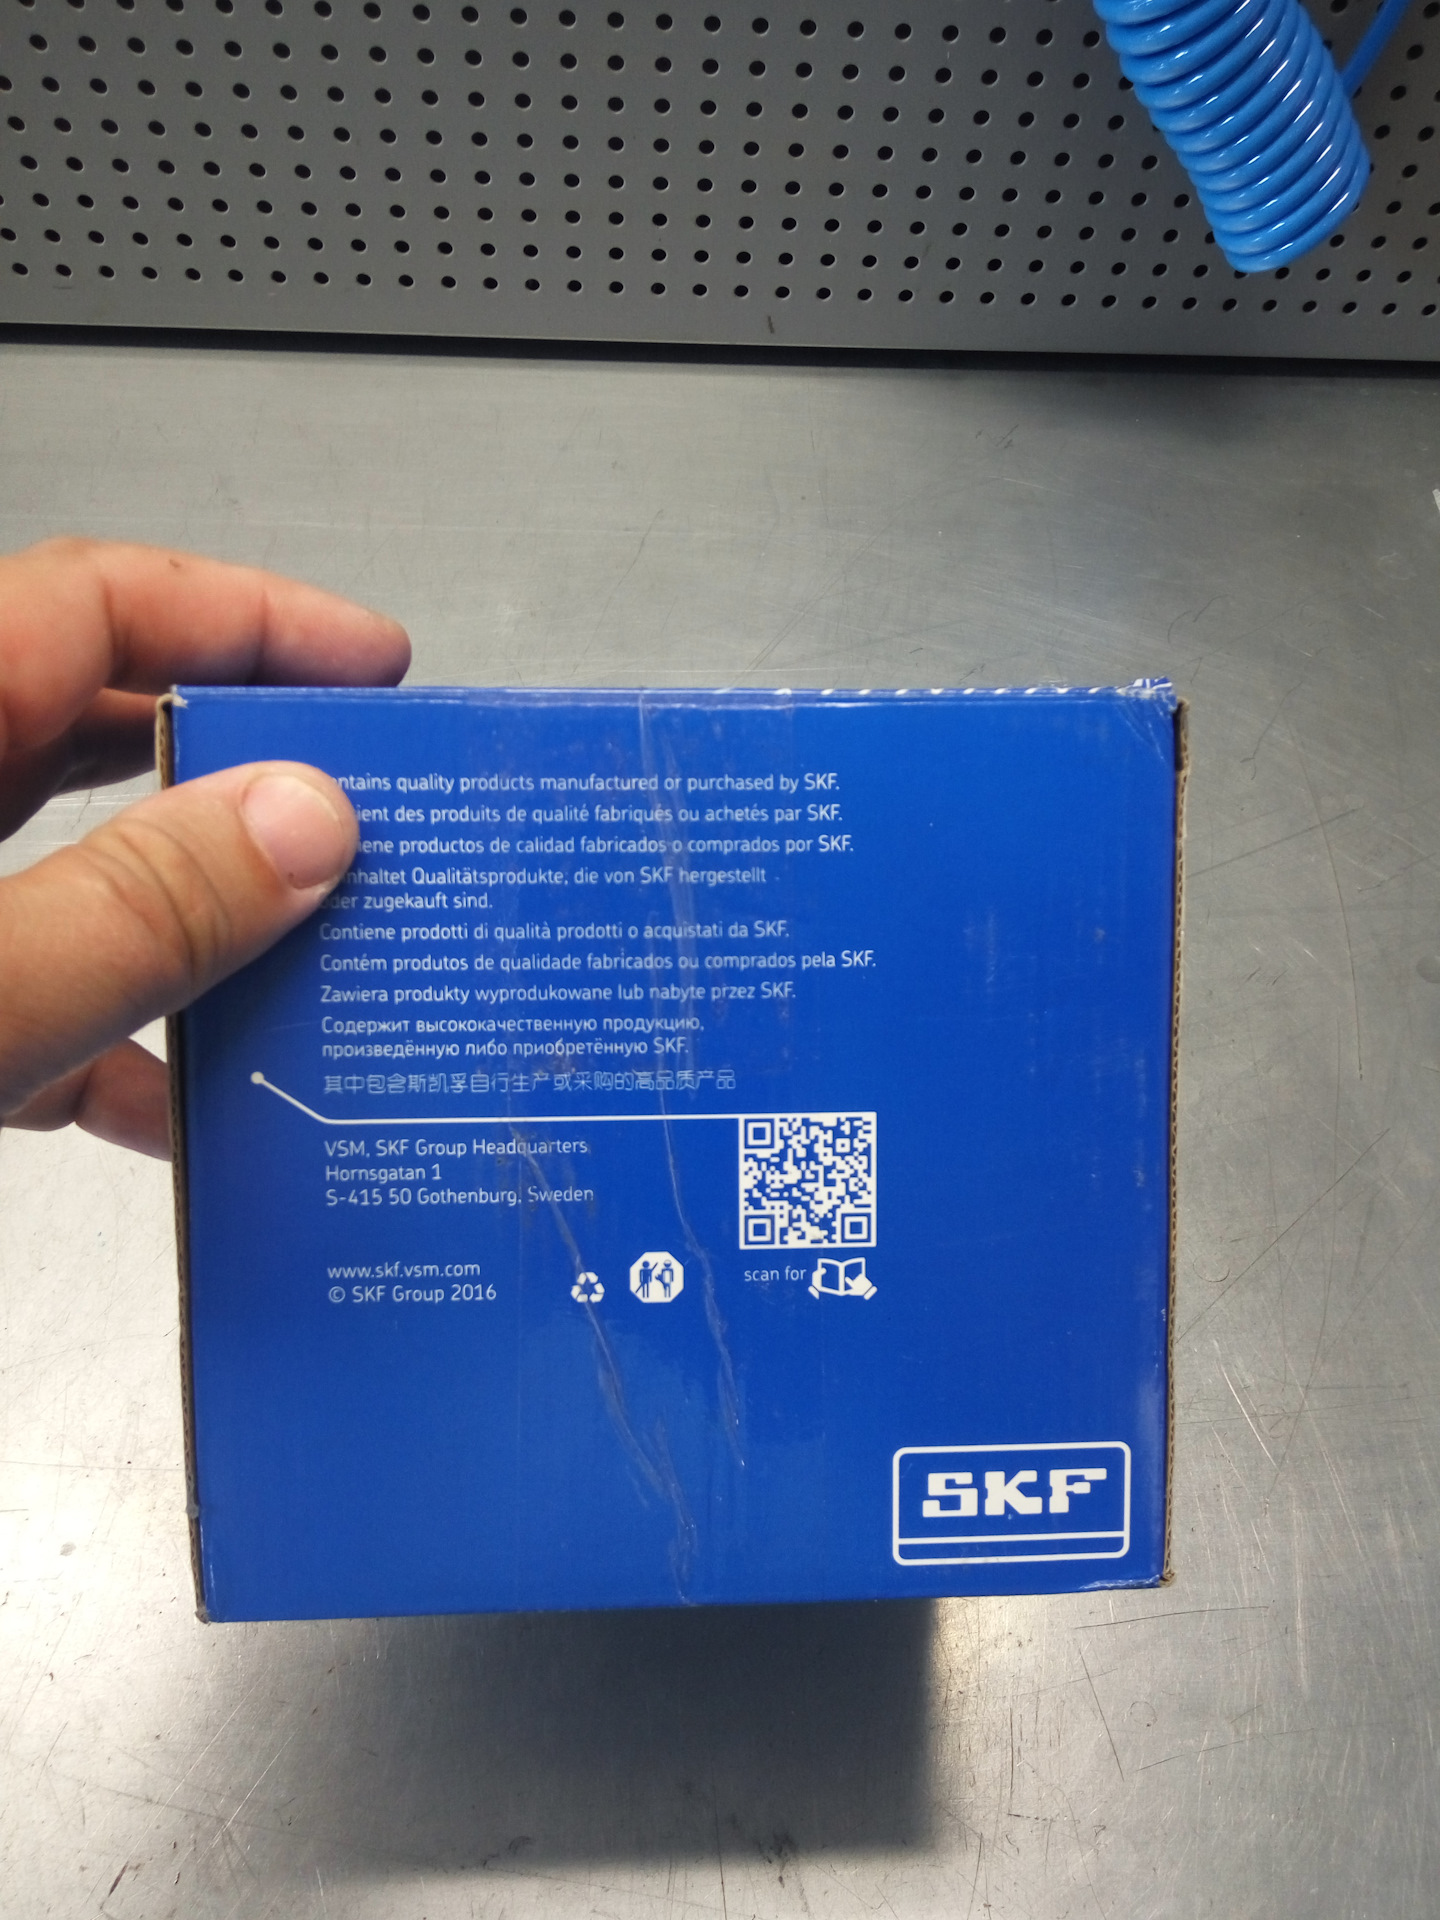 quality products manufactured or purchased by SKF.
des produits de qualité fabriqués ou achetés par SKF.
productos de calidad fabricados o comprados por SKF.
Qualitätsprodukte, die von SKF hergestellt
zugekauft sind.
Contiene prodotti di qualità prodotti o acquistati da SKF.
Contém produtos de qualidade fabricados ou comprados pela SKF.
Zawiera produkty wyprodukowane lub nabyte przez SKF.
Содержит высококачественную продукцию,
произведённую либо приобретённую SKF.
其中包含斯凯孚自行生产或采购的高品质产品
VSM, SKF Group Headquarters
Hornsgatan 1
S-415 50 Gothenburg, Sweden
www.skf.vsm.com
© SKF Group 2016
scan for
SKF